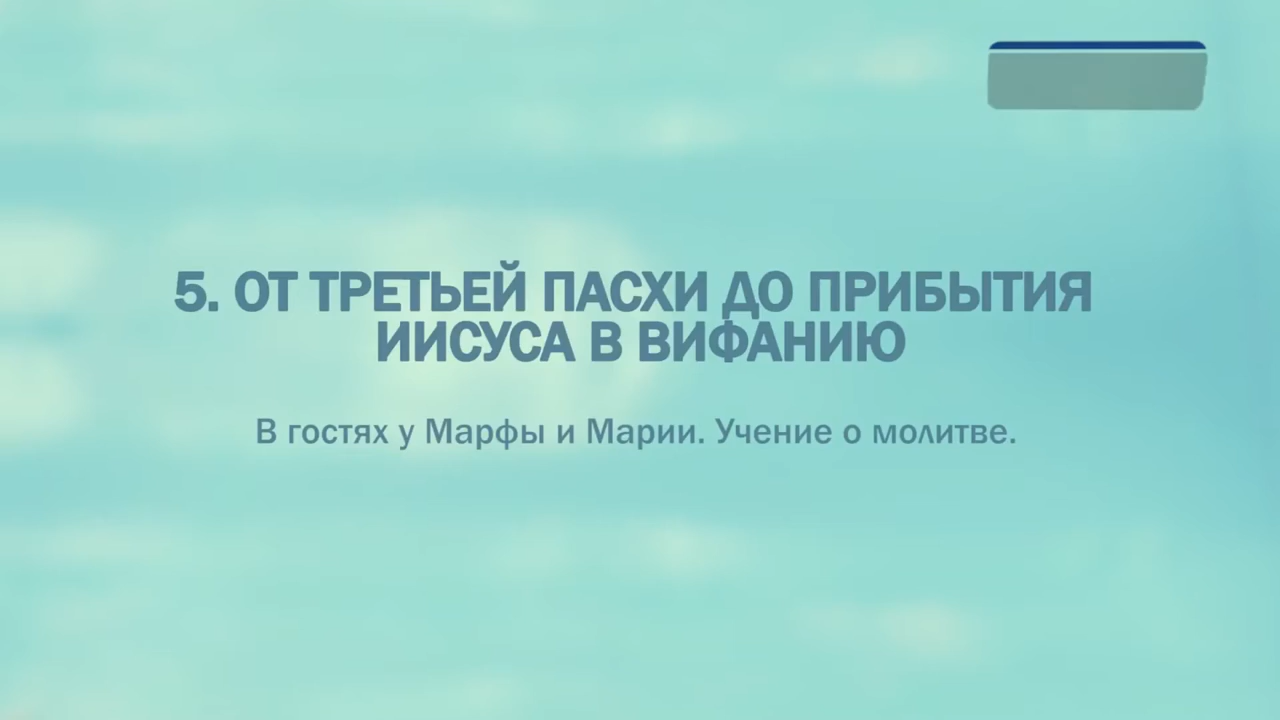 5. ОТ ТРЕТЬЕЙ ПАСХИ ДО ПРИБЫТИЯ
ИИСУСА В ВИФАНИЮ
В гостях у Марфы и Марии. Учение о молитве.